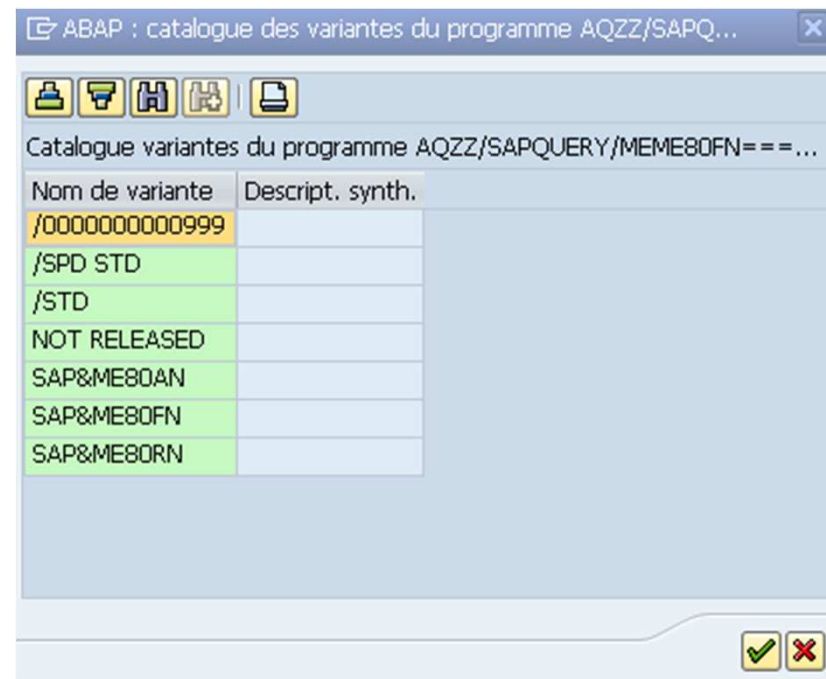 ABAP : catalogue des variantes du programme AQZZ/SAPQ...
Catalogue variantes du programme AQZZ/SAPQUERY/MEME80FN===...
Nom de variante Descript. synth.
/0000000000999
/SPD STD
/STD
NOT RELEASED
SAP&ME80AN
SAP&ME80FN
SAP&ME80RN